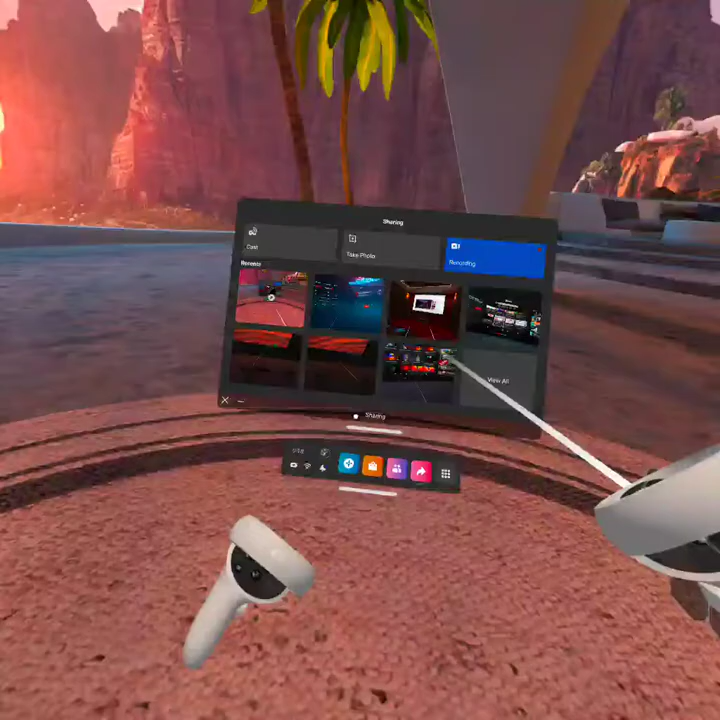 Sharing
Cast
Take Photo
Recording
Recents
View All
Sharing